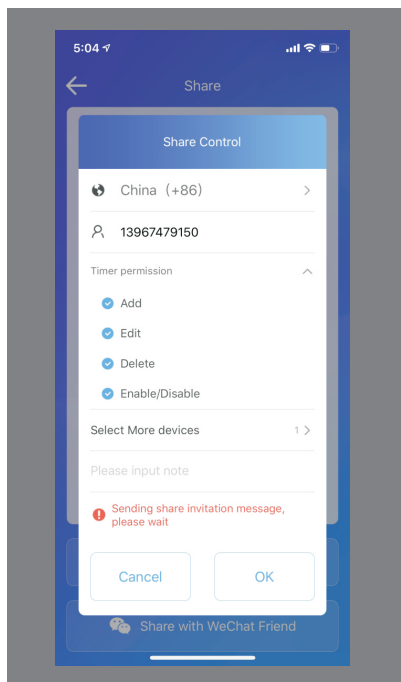 5:04
Share
Share Control
China（+86）
13967479150
Timer permission
Add
Edit
Delete
Enable/Disable
Select More devices 1
Please input note
Sending share invitation message,
please wait
Cancel OK
Share with WeChat Friend